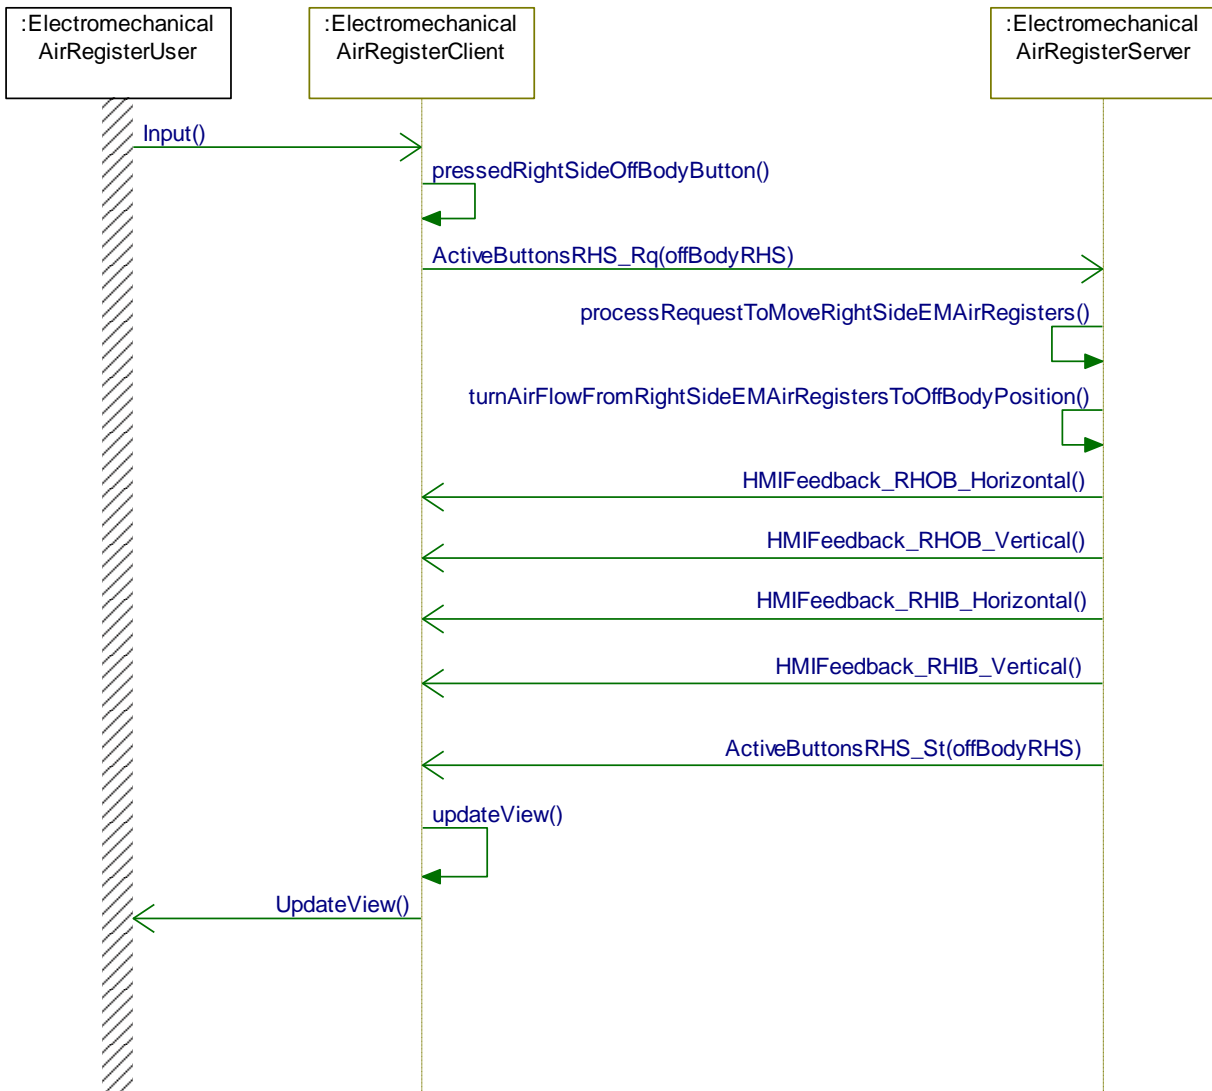 :Electromechanical
AirRegisterUser
:Electromechanical
AirRegisterClient
:Electromechanical
AirRegisterServer
Input()
pressedRightSideOffBodyButton()
ActiveButtonsRHS_Rq(offBodyRHS)
processRequestToMoveRightSideEMAirRegisters()
turnAirFlowFromRightSideEMAirRegistersToOffBodyPosition()
HMIFeedback_RHOB_Horizontal()
HMIFeedback_RHOB_Vertical()
HMIFeedback_RHIB_Horizontal()
HMIFeedback_RHIB_Vertical()
ActiveButtonsRHS_St(offBodyRHS)
updateView()
UpdateView()